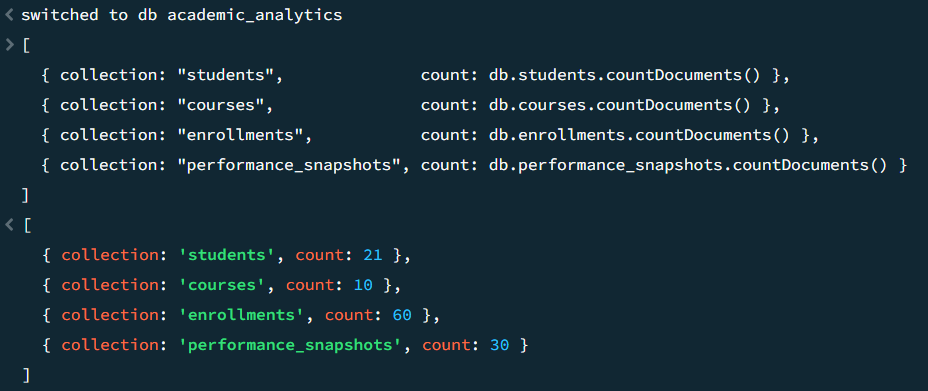 switched to db academic_analytics
[
{ collection: "students", count: db.students.countDocuments() },
{ collection: "courses", count: db.courses.countDocuments() },
{ collection: "enrollments", count: db.enrollments.countDocuments() },
{ collection: "performance_snapshots", count: db.performance_snapshots.countDocuments() }
]
[
{ collection: 'students', count: 21 },
{ collection: 'courses', count: 10 },
{ collection: 'enrollments', count: 60 },
{ collection: 'performance_snapshots', count: 30 }
]